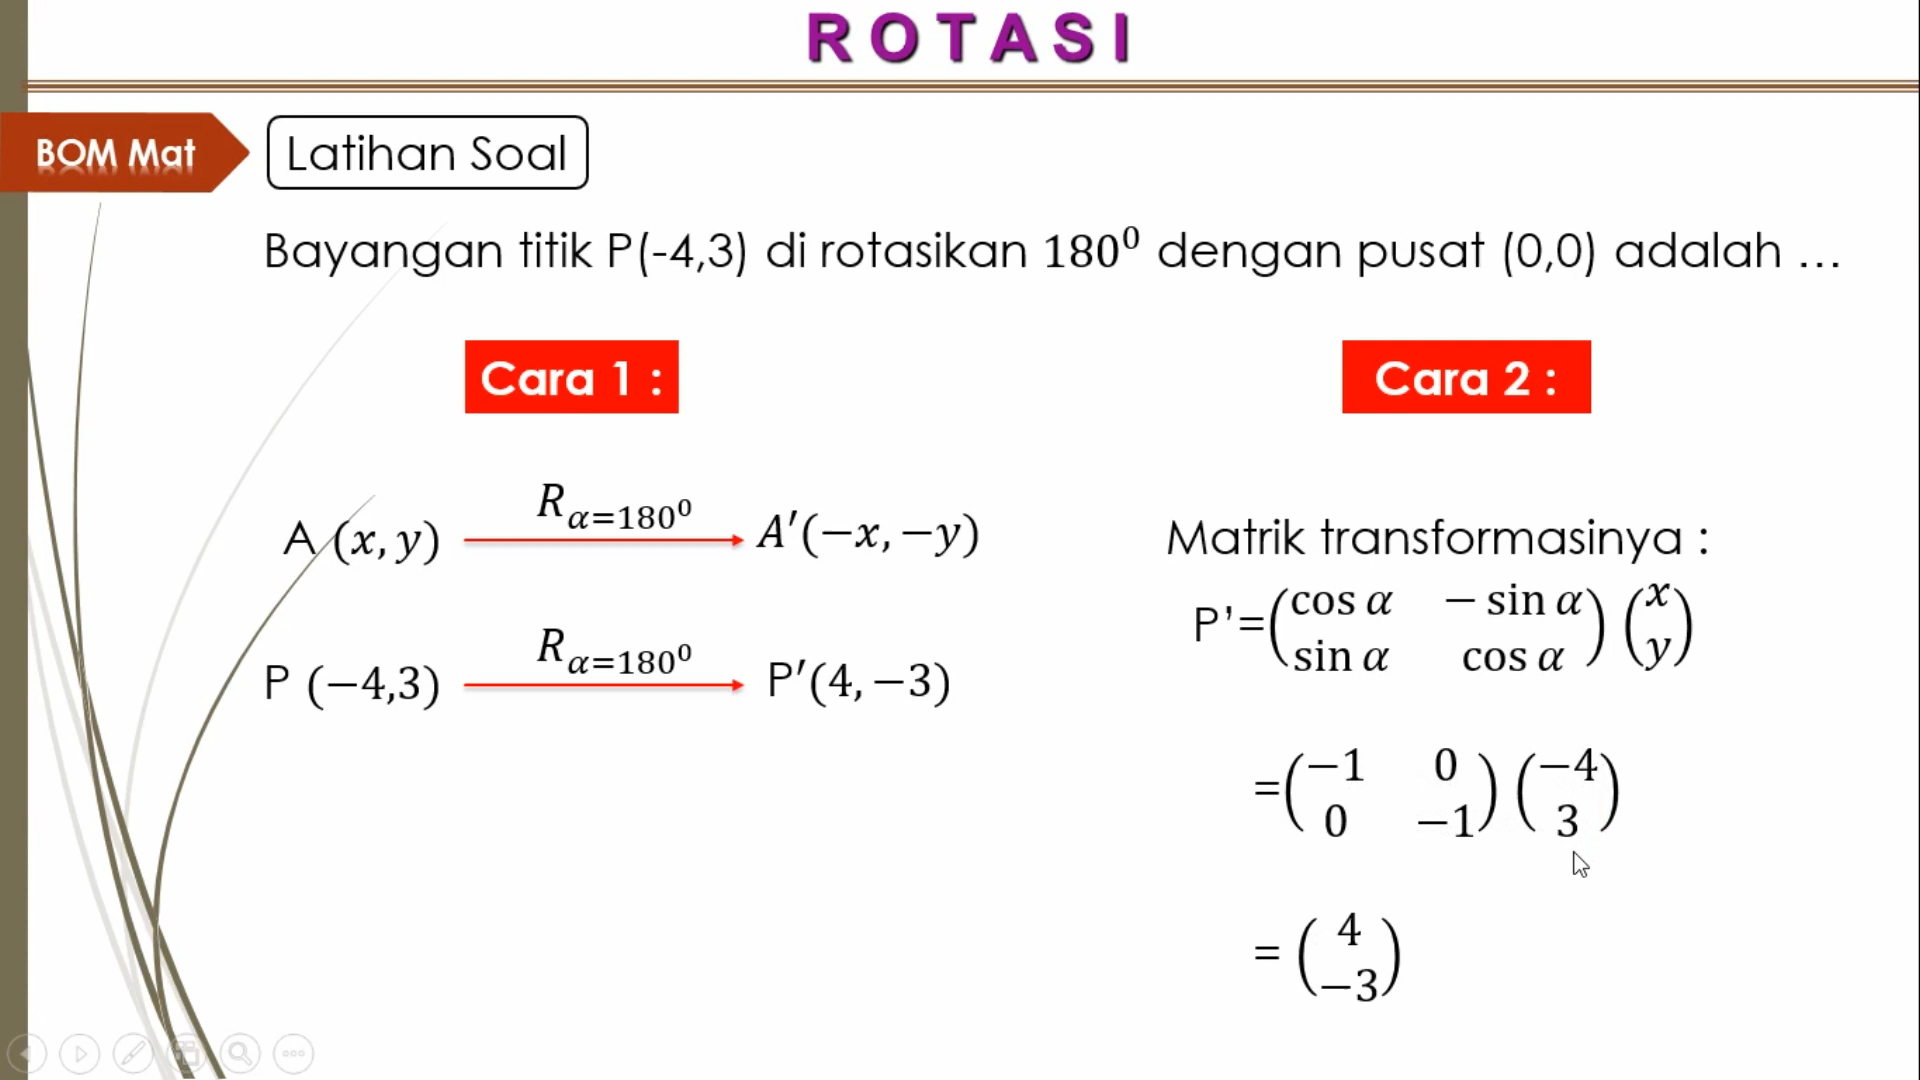 ROTASI
BOM Mat
Latihan Soal
Bayangan titik P(-4,3) di rotasikan 180⁰ dengan pusat (0,0) adalah ...
Cara 1 :
A (x, y) R α=180⁰ A′(−x, −y)
P (−4,3) R α=180⁰ P′(4, −3)
Cara 2 :
Matrik transformasinya :
P'=(cos α −sin α) (x)
(sin α cos α) (y)
=(−1 0) (−4)
(0 −1) (3)
= (4)
(−3)